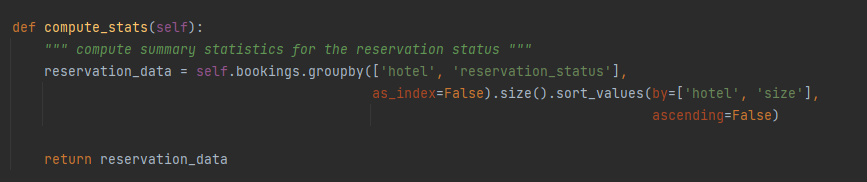 def compute_stats(self):
    """ compute summary statistics for the reservation status """
    reservation_data = self.bookings.groupby(['hotel', 'reservation_status'],
                                             as_index=False).size().sort_values(by=['hotel', 'size'],
                                                                                ascending=False)
    return reservation_data